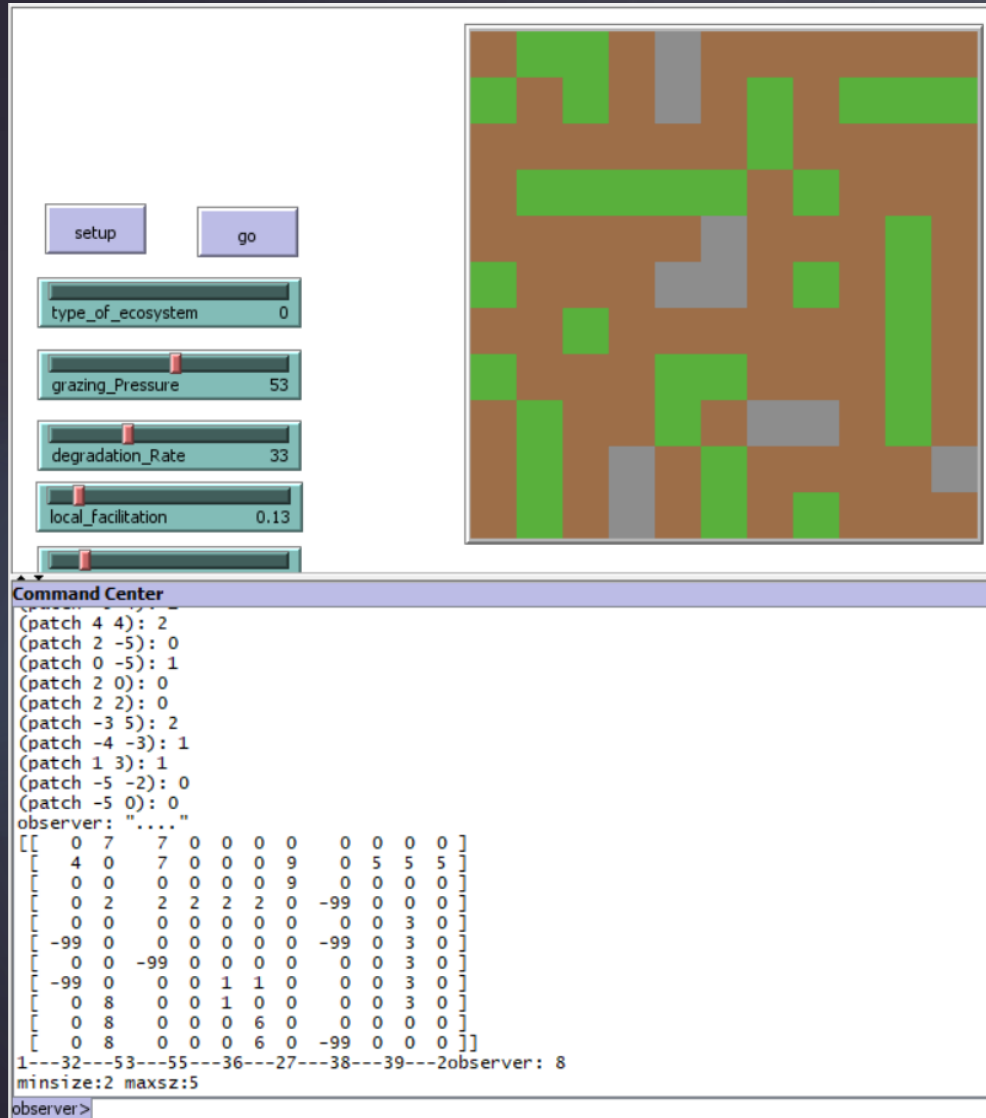 setup
go
type_of_ecosystem 0
grazing_Pressure 53
degradation_Rate 33
local_facilitation 0.13
Command Center
(patch 4 4): 2
(patch 2 -5): 0
(patch 0 -5): 1
(patch 2 0): 0
(patch 2 2): 0
(patch -3 5): 2
(patch -4 -3): 1
(patch 1 3): 1
(patch -5 -2): 0
(patch -5 0): 0
observer: "...."
[[ 0 7 7 0 0 0 0 0 0 0 0 ]
[ 4 0 7 0 0 0 9 0 5 5 5 ]
[ 0 0 0 0 0 0 9 0 0 0 0 ]
[ 0 2 2 2 2 2 0 -99 0 0 0 ]
[ 0 0 0 0 0 0 0 0 0 3 0 ]
[ -99 0 0 0 0 0 0 -99 0 3 0 ]
[ 0 0 -99 0 0 0 0 0 0 3 0 ]
[ -99 0 0 0 1 1 0 0 0 3 0 ]
[ 0 8 0 0 1 0 0 0 0 3 0 ]
[ 0 8 0 0 0 6 0 0 0 0 0 ]
[ 0 8 0 0 0 6 0 -99 0 0 0 ]]
1---32---53---55---36---27---38---39---2observer: 8
minsize:2 maxsz:5
observer>